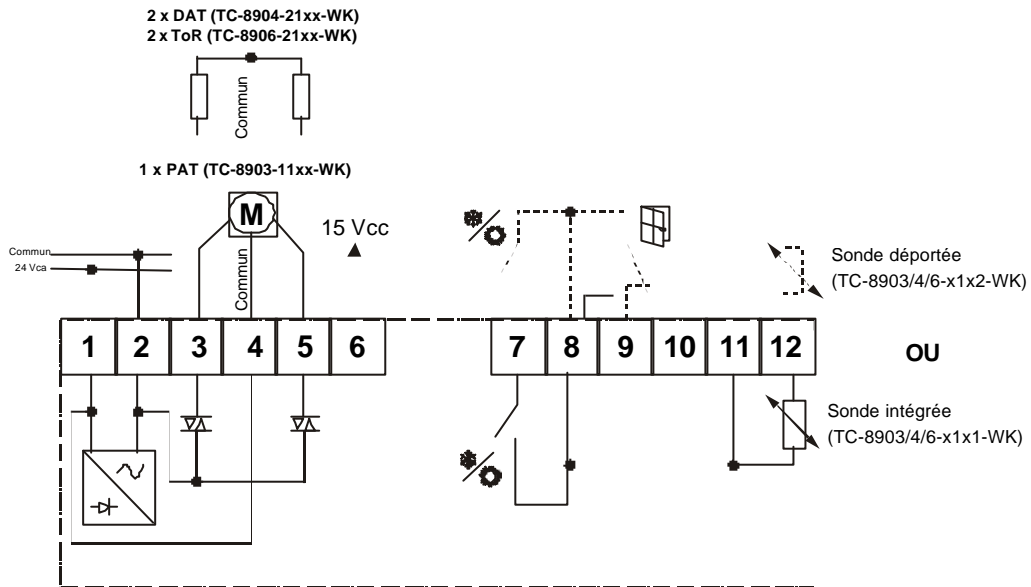 2 x DAT (TC-8904-21xx-WK)
2 x ToR (TC-8906-21xx-WK)
Commun
1 x PAT (TC-8903-11xx-WK)
M
15 Vcc
Commun
24 Vca
Commun
Sonde déportée
(TC-8903/4/6-x1x2-WK)
1 2 3 4 5 6 7 8 9 10 11 12
OU
Sonde intégrée
(TC-8903/4/6-x1x1-WK)